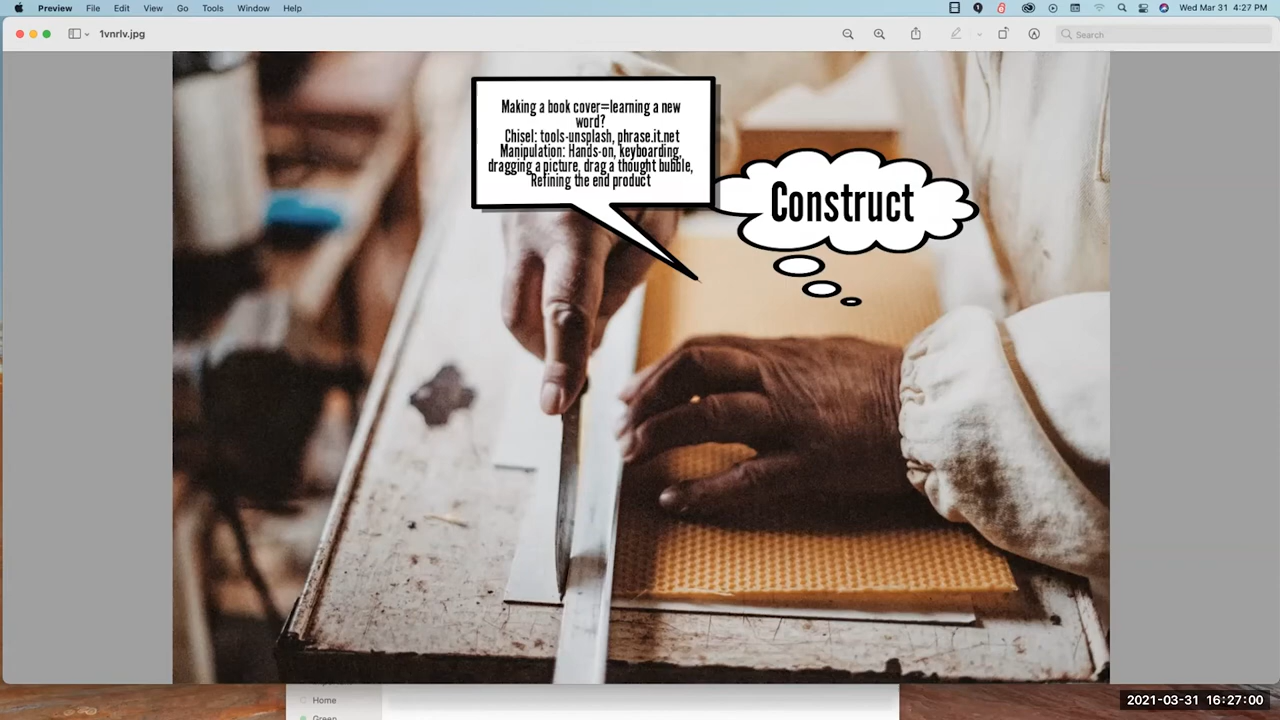 Preview File Edit View Go Tools Window Help Wed Mar 31 4:27 PM
1vnrlv.jpg
Search
Making a book cover=learning a new
word?
Chisel: tools-unsplash, phrase.it.net
Manipulation: Hands-on, keyboarding,
dragging a picture, drag a thought bubble,
Refining the end product
Construct
Home
Green
2021-03-31 16:27:00